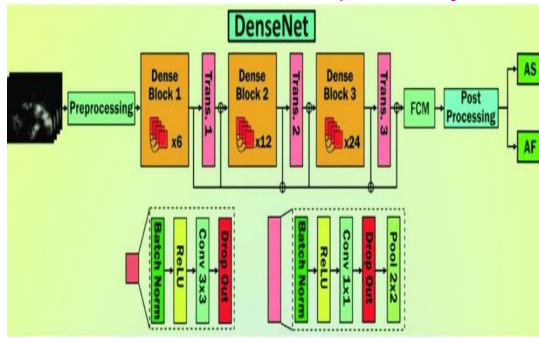 DenseNet
Preprocessing
Dense
Block 1
x6
Trans. 1
Dense
Block 2
x12
Trans. 2
Dense
Block 3
x24
Trans. 3
FCM
Post
Processing
AS
AF
Batch Norm
ReLU
Conv 3x3
Drop Out
Batch Norm
ReLU
Conv 1x1
Drop Out
Pool 2x2